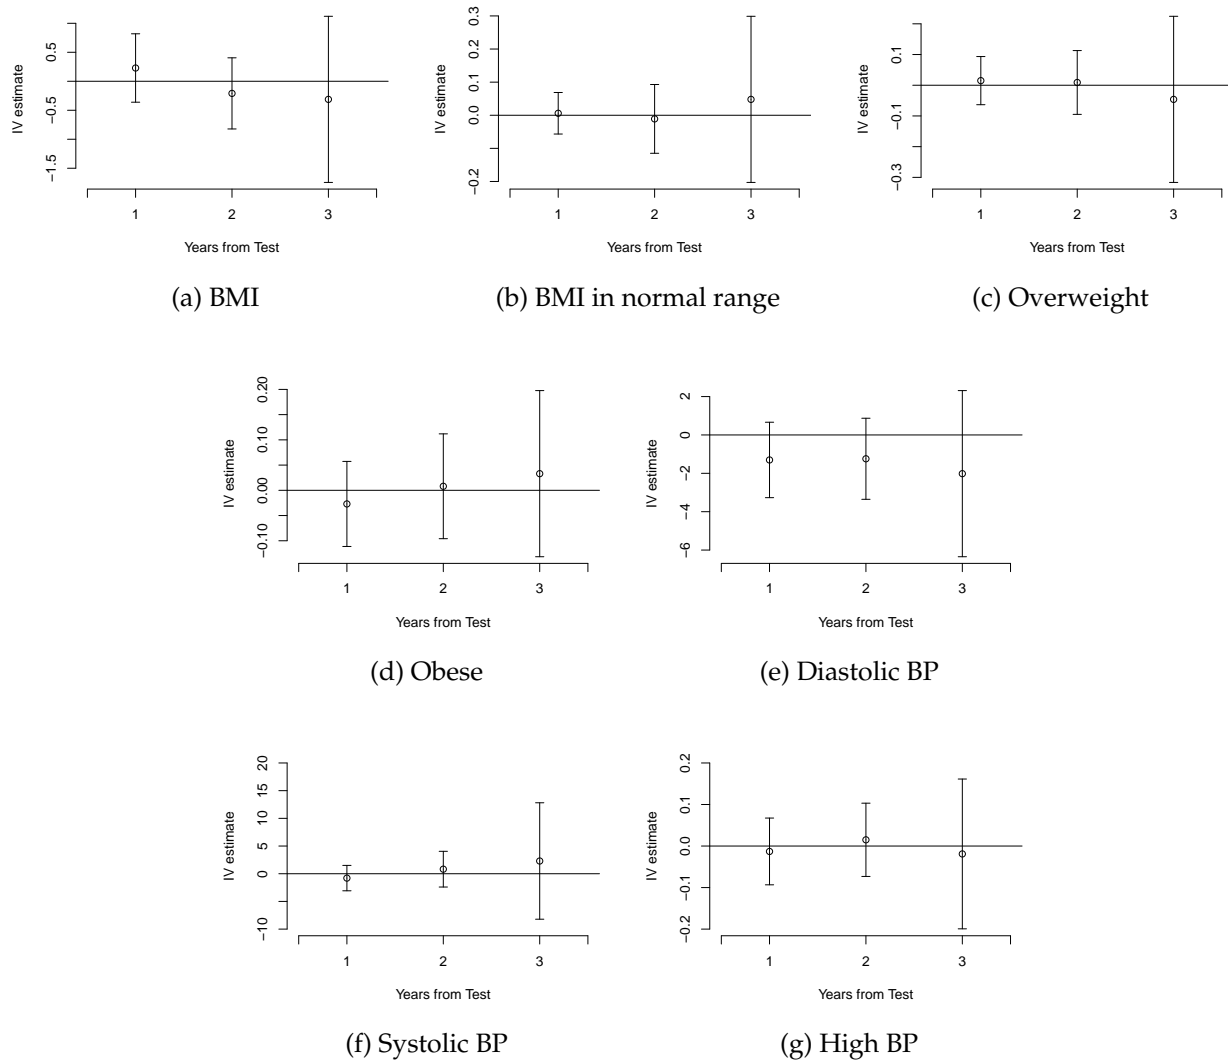 0.5
−0.5
−1.5
IV estimate
1 2 3
Years from Test
(a) BMI
0.3
0.2
0.1
0.0
−0.2
IV estimate
1 2 3
Years from Test
(b) BMI in normal range
0.1
−0.1
−0.3
IV estimate
1 2 3
Years from Test
(c) Overweight
0.20
0.10
0.00
−0.10
IV estimate
1 2 3
Years from Test
(d) Obese
2
0
−2
−4
−6
IV estimate
1 2 3
Years from Test
(e) Diastolic BP
20
15
10
5
0
−10
IV estimate
1 2 3
Years from Test
(f) Systolic BP
0.2
0.1
0.0
−0.1
−0.2
IV estimate
1 2 3
Years from Test
(g) High BP